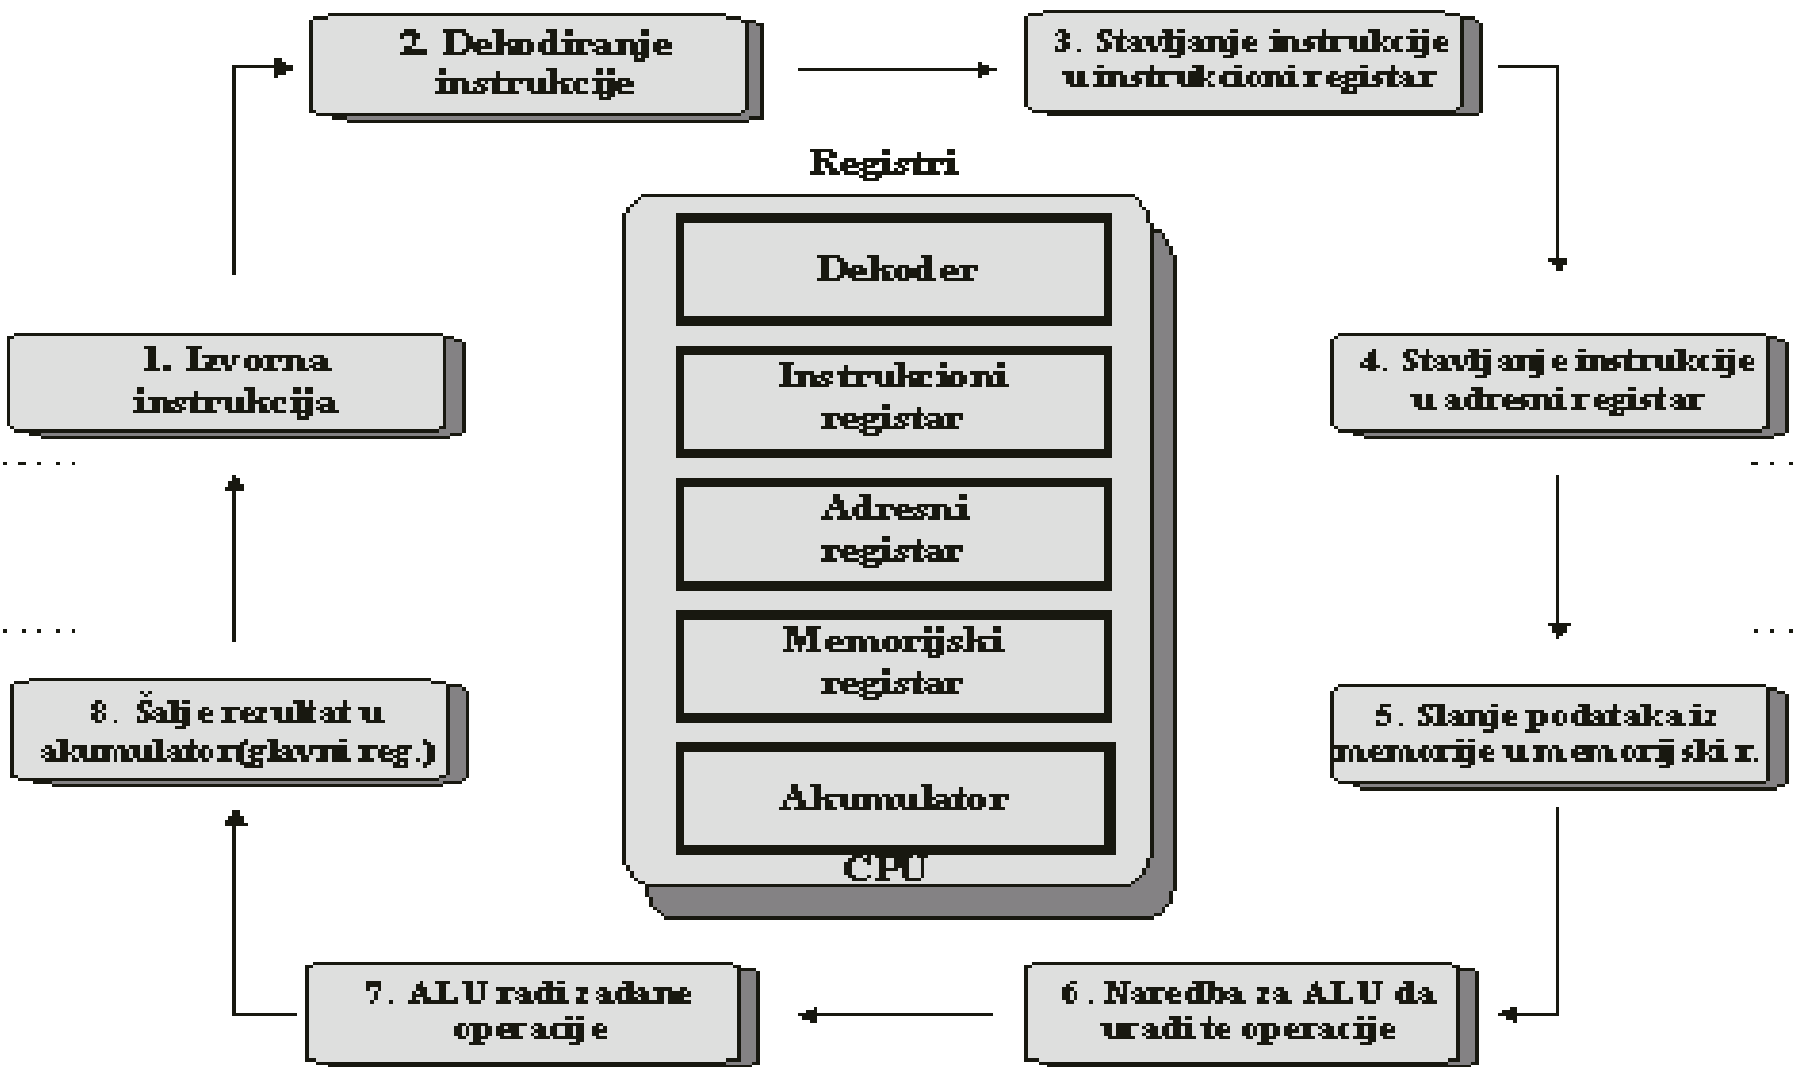 2. Dekodiranje
instrukcije
3. Stavljanje instrukcije
u instrukcioni registar
Registri
Dekoder
1. Izvorna
instrukcija
Instrukcioni
registar
4. Stavljanje instrukcije
u adresni registar
Adresni
registar
Memorijski
registar
8. Šalje rezultat u
akumulator(glavni reg.)
5. Slanje podataka iz
memorije u memorijski r.
Akumulator
CPU
7. ALU radi zadane
operacije
6. Naredba za ALU da
uradi te operacije